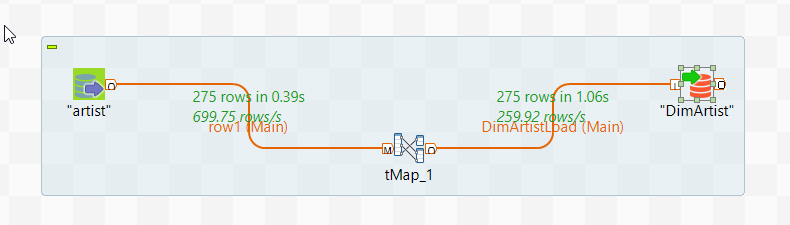 275 rows in 0.39s
275 rows in 1.06s
"artist"
"DimArtist"
699.75 rows/s
259.92 rows/s
row1 (Main)
DimArtistLoad (Main)
M
O
tMap_1